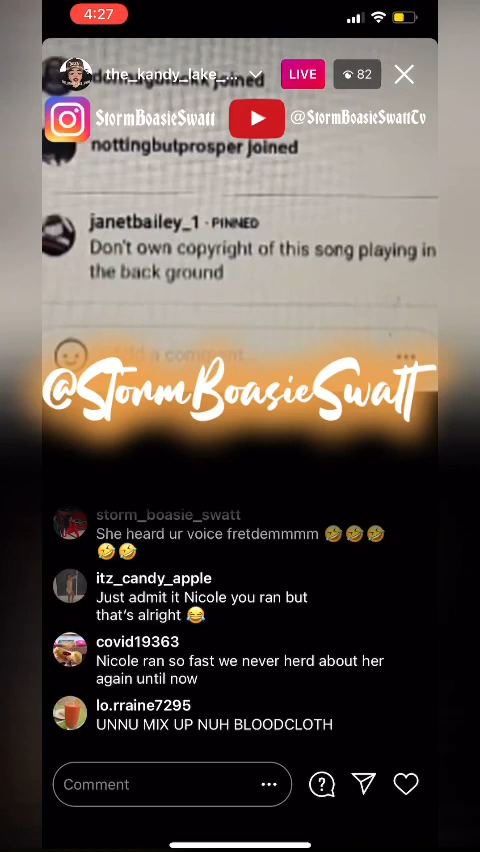 4:27
the_kandy_lake_...
LIVE
82
joined
StormBoasieSwatt
@StormBoasieSwattTv
nottingbutprosper joined
janetbailey_1 · PINNED
Don't own copyright of this song playing in
the back ground
Add a comment...
@StormBoasieSwatt
storm_boasie_swatt
She heard ur voice fretdemmmm 🤣🤣🤣
🤣🤣
itz_candy_apple
Just admit it Nicole you ran but
that's alright 😂
covid19363
Nicole ran so fast we never herd about her
again until now
lo.rraine7295
UNNU MIX UP NUH BLOODCLOTH
Comment